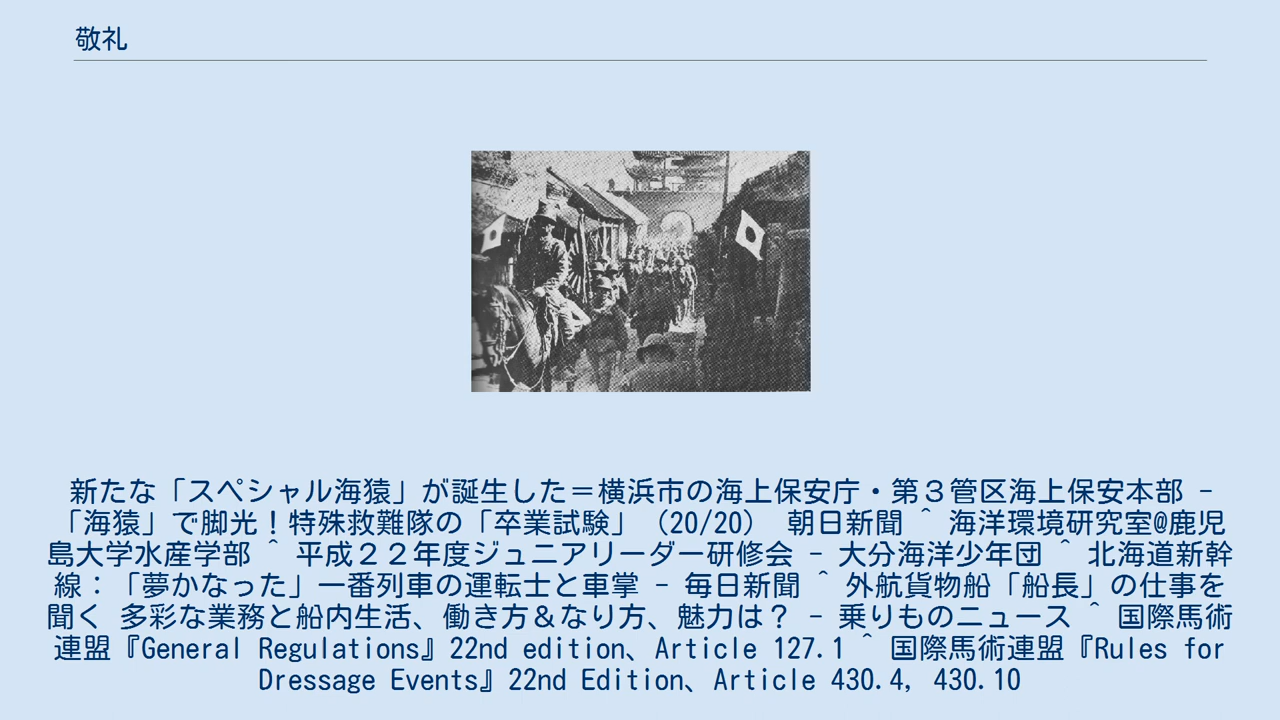 敬礼
新たな「スペシャル海猿」が誕生した＝横浜市の海上保安庁・第３管区海上保安本部 -
「海猿」で脚光！特殊救難隊の「卒業試験」（20/20） 朝日新聞 ^ 海洋環境研究室@鹿児
島大学水産学部 ^ 平成２２年度ジュニアリーダー研修会 - 大分海洋少年団 ^ 北海道新幹
線：「夢かなった」一番列車の運転士と車掌 - 毎日新聞 ^ 外航貨物船「船長」の仕事を
聞く 多彩な業務と船内生活、働き方＆なり方、魅力は？ - 乗りものニュース ^ 国際馬術
連盟『General Regulations』22nd edition、Article 127.1 ^ 国際馬術連盟『Rules for
Dressage Events』22nd Edition、Article 430.4, 430.10